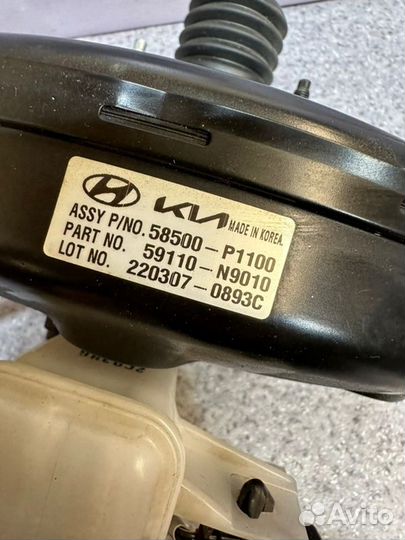 KIA MADE IN KOREA.
ASSY P/NO. 58500-P1100
PART NO. 59110-N9010
LOT NO. 220307-0893C
Avito